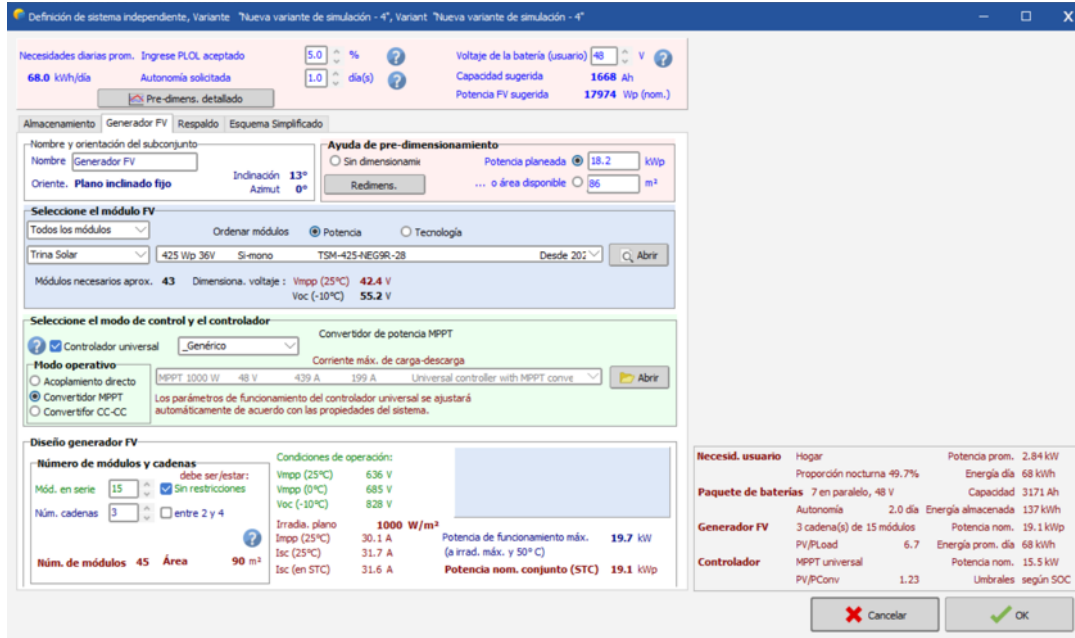 Definición de sistema independiente, Variante "Nueva variante de simulación - 4", Variant "Nueva variante de simulación - 4"
Necesidades diarias prom. Ingrese PLOL aceptado 5.0 % Voltaje de la batería (usuario) 48 V
68.0 kWh/día Autonomía solicitada 1.0 día(s) Capacidad sugerida 1668 Ah
Pre-dimens. detallado Potencia FV sugerida 17974 Wp (nom.)
Almacenamiento Generador FV Respaldo Esquema Simplificado
Nombre y orientación del subconjunto
Nombre Generador FV
Oriente. Plano inclinado fijo Inclinación 13°
Azimut 0°
Ayuda de pre-dimensionamiento
Sin dimensionamie Potencia planeada 18.2 kWp
Redimens. ... o área disponible 86 m²
Seleccione el módulo FV
Todos los módulos Ordenar módulos Potencia Tecnología
Trina Solar 425 Wp 36V Si-mono TSM-425-NEG9R-28 Desde 202 Abrir
Módulos necesarios aprox. 43 Dimensiona. voltaje : Vmpp (25°C) 42.4 V
Voc (-10°C) 55.2 V
Seleccione el modo de control y el controlador
Convertidor de potencia MPPT
Controlador universal _Genérico
Corriente máx. de carga-descarga
Modo operativo
Acoplamiento directo
Convertidor MPPT
Convertifor CC-CC
MPPT 1000 W 48 V 439 A 199 A Universal controller with MPPT conve Abrir
Los parámetros de funcionamiento del controlador universal se ajustará
automáticamente de acuerdo con las propiedades del sistema.
Diseño generador FV
Número de módulos y cadenas
debe ser/estar:
Mód. en serie 15 Sin restricciones
Núm. cadenas 3 entre 2 y 4
Núm. de módulos 45 Área 90 m²
Condiciones de operación:
Vmpp (25°C) 636 V
Vmpp (0°C) 685 V
Voc (-10°C) 828 V
Irradia. plano 1000 W/m²
Impp (25°C) 30.1 A
Isc (25°C) 31.7 A
Isc (en STC) 31.6 A
Potencia de funcionamiento máx. 19.7 kW
(a irrad. máx. y 50° C)
Potencia nom. conjunto (STC) 19.1 kWp
Necesid. usuario Hogar Potencia prom. 2.84 kW
Proporción nocturna 49.7% Energía día 68 kWh
Paquete de baterías 7 en paralelo, 48 V Capacidad 3171 Ah
Autonomía 2.0 día Energía almacenada 137 kWh
Generador FV 3 cadena(s) de 15 módulos Potencia nom. 19.1 kWp
PV/PLoad 6.7 Energía prom. día 68 kWh
Controlador MPPT universal Potencia nom. 15.5 kW
PV/PConv 1.23 Umbrales según SOC
Cancelar OK